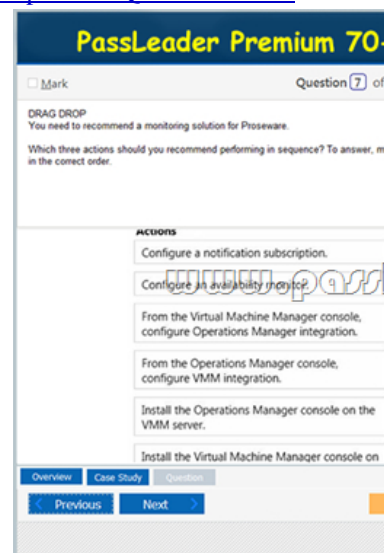 PassLeader Premium 70-
Mark
Question 7 of
DRAG DROP
You need to recommend a monitoring solution for Proseware.
Which three actions should you recommend performing in sequence? To answer, m
in the correct order.
Actions
Configure a notification subscription.
Configure an availability monitor.
www.passl
From the Virtual Machine Manager console,
configure Operations Manager integration.
From the Operations Manager console,
configure VMM integration.
Install the Operations Manager console on the
VMM server.
Install the Virtual Machine Manager console on
Overview Case Study Question
Previous Next